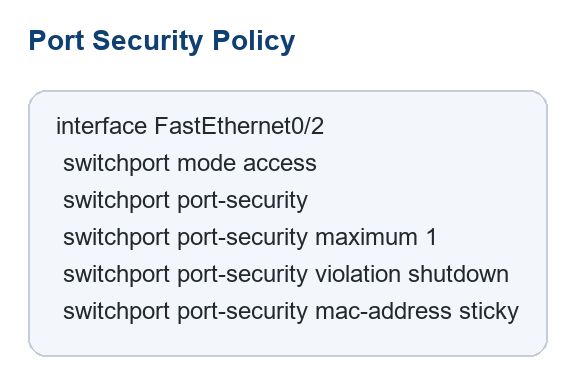 Port Security Policy
interface FastEthernet0/2
switchport mode access
switchport port-security
switchport port-security maximum 1
switchport port-security violation shutdown
switchport port-security mac-address sticky